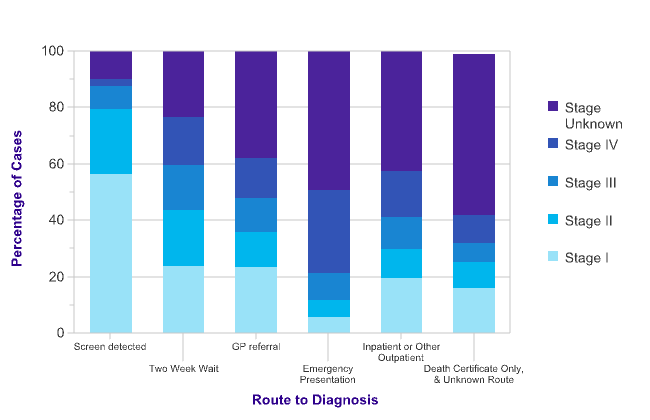 100
80
60
40
20
0
Percentage of Cases
Stage
Unknown
Stage IV
Stage III
Stage II
Stage I
Screen detected
Two Week Wait
GP referral
Emergency
Presentation
Inpatient or Other
Outpatient
Death Certificate Only,
& Unknown Route
Route to Diagnosis